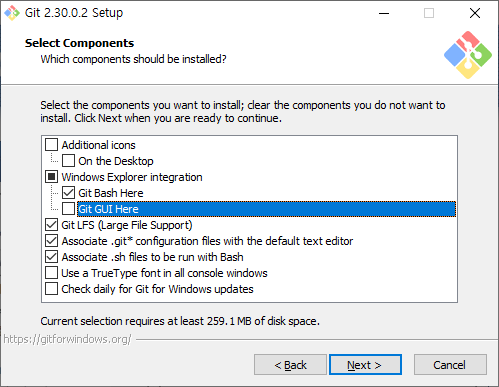 Git 2.30.0.2 Setup
Select Components
Which components should be installed?
Select the components you want to install; clear the components you do not want to
install. Click Next when you are ready to continue.
Additional icons
On the Desktop
Windows Explorer integration
Git Bash Here
Git GUI Here
Git LFS (Large File Support)
Associate .git* configuration files with the default text editor
Associate .sh files to be run with Bash
Use a TrueType font in all console windows
Check daily for Git for Windows updates
Current selection requires at least 259.1 MB of disk space.
https://gitforwindows.org/
< Back
Next >
Cancel